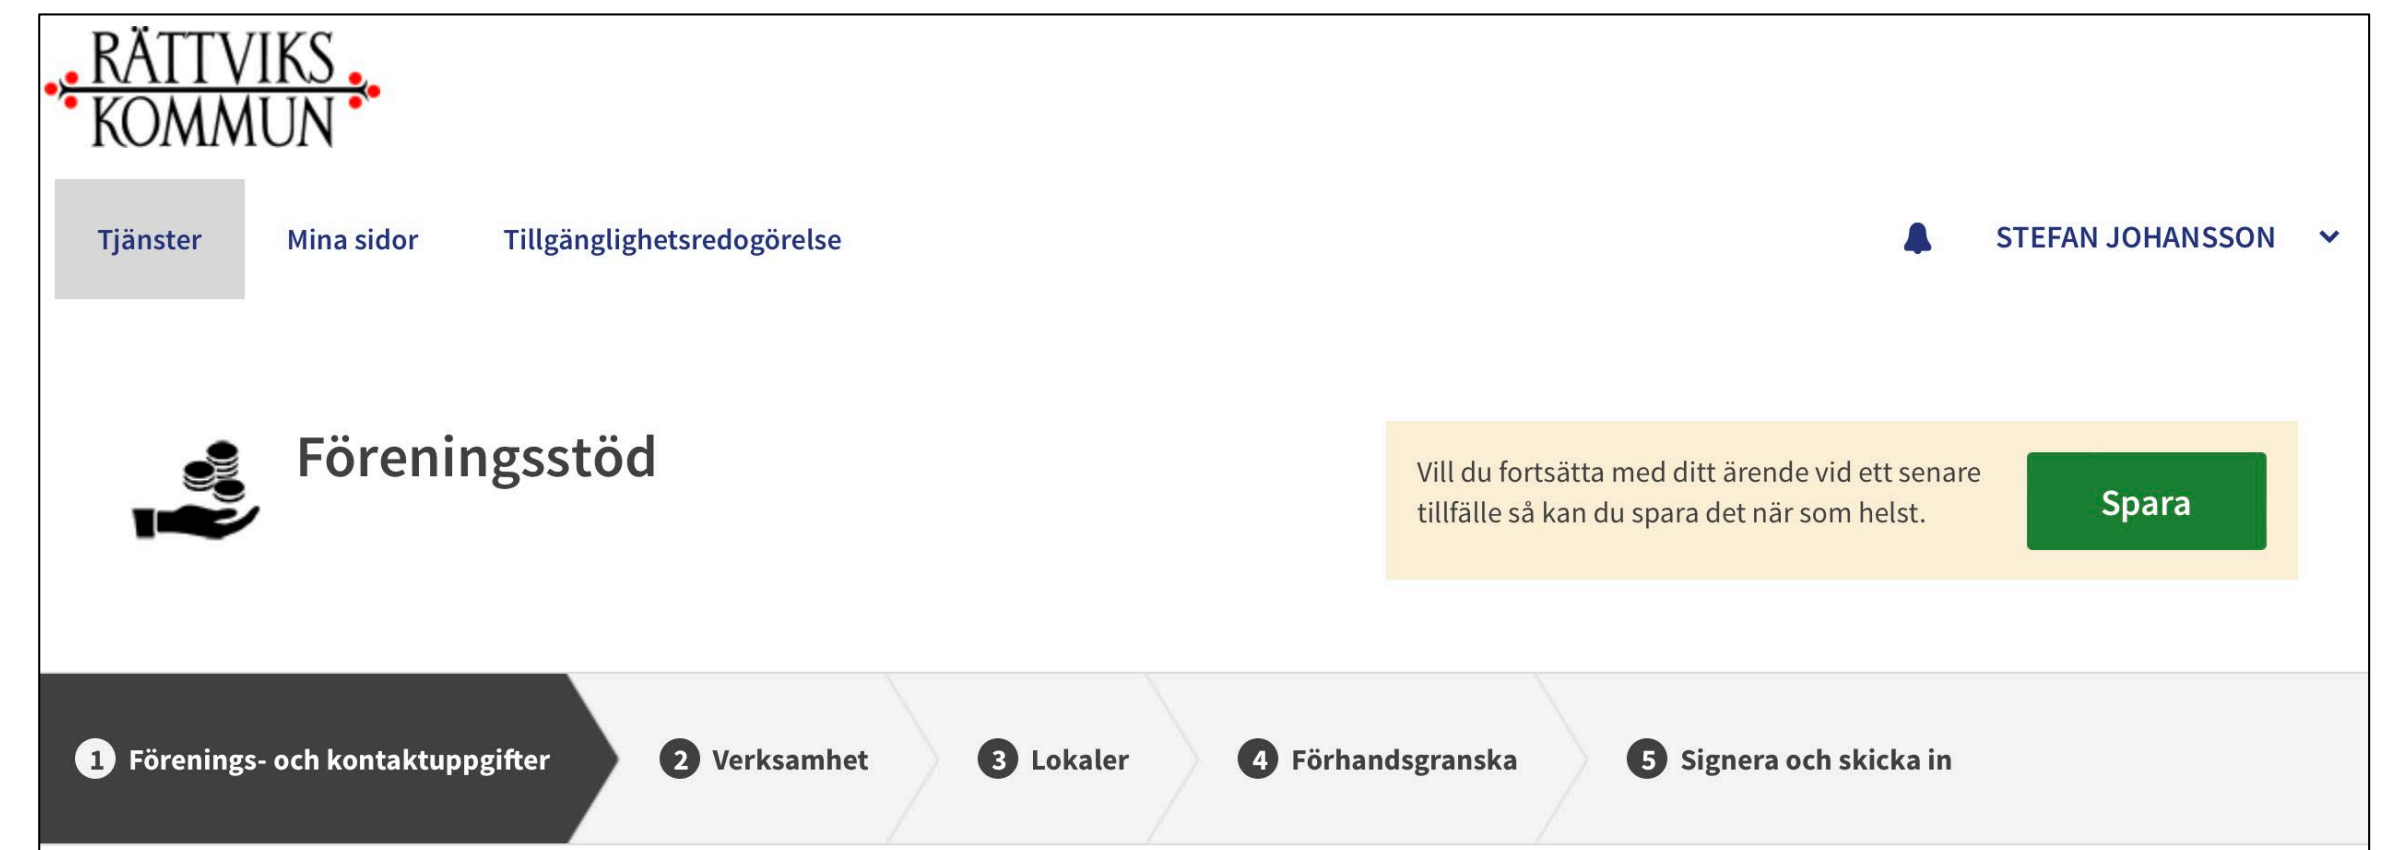 RÄTTVIKS
KOMMUN
Tjänster Mina sidor Tillgänglighetsredogörelse STEFAN JOHANSSON
Föreningsstöd
Vill du fortsätta med ditt ärende vid ett senare
tillfälle så kan du spara det när som helst.
Spara
1 Förenings- och kontaktuppgifter 2 Verksamhet 3 Lokaler 4 Förhandsgranska 5 Signera och skicka in